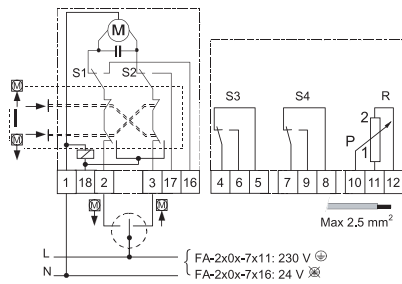 M
S1
S2
S3
S4
R
2
P
1
M
M
1 18 2 3 17 16
4 6 5
7 9 8
10 11 12
M
M
Max 2.5 mm²
L
N
FA-2x0x-7x11: 230 V
FA-2x0x-7x16: 24 V